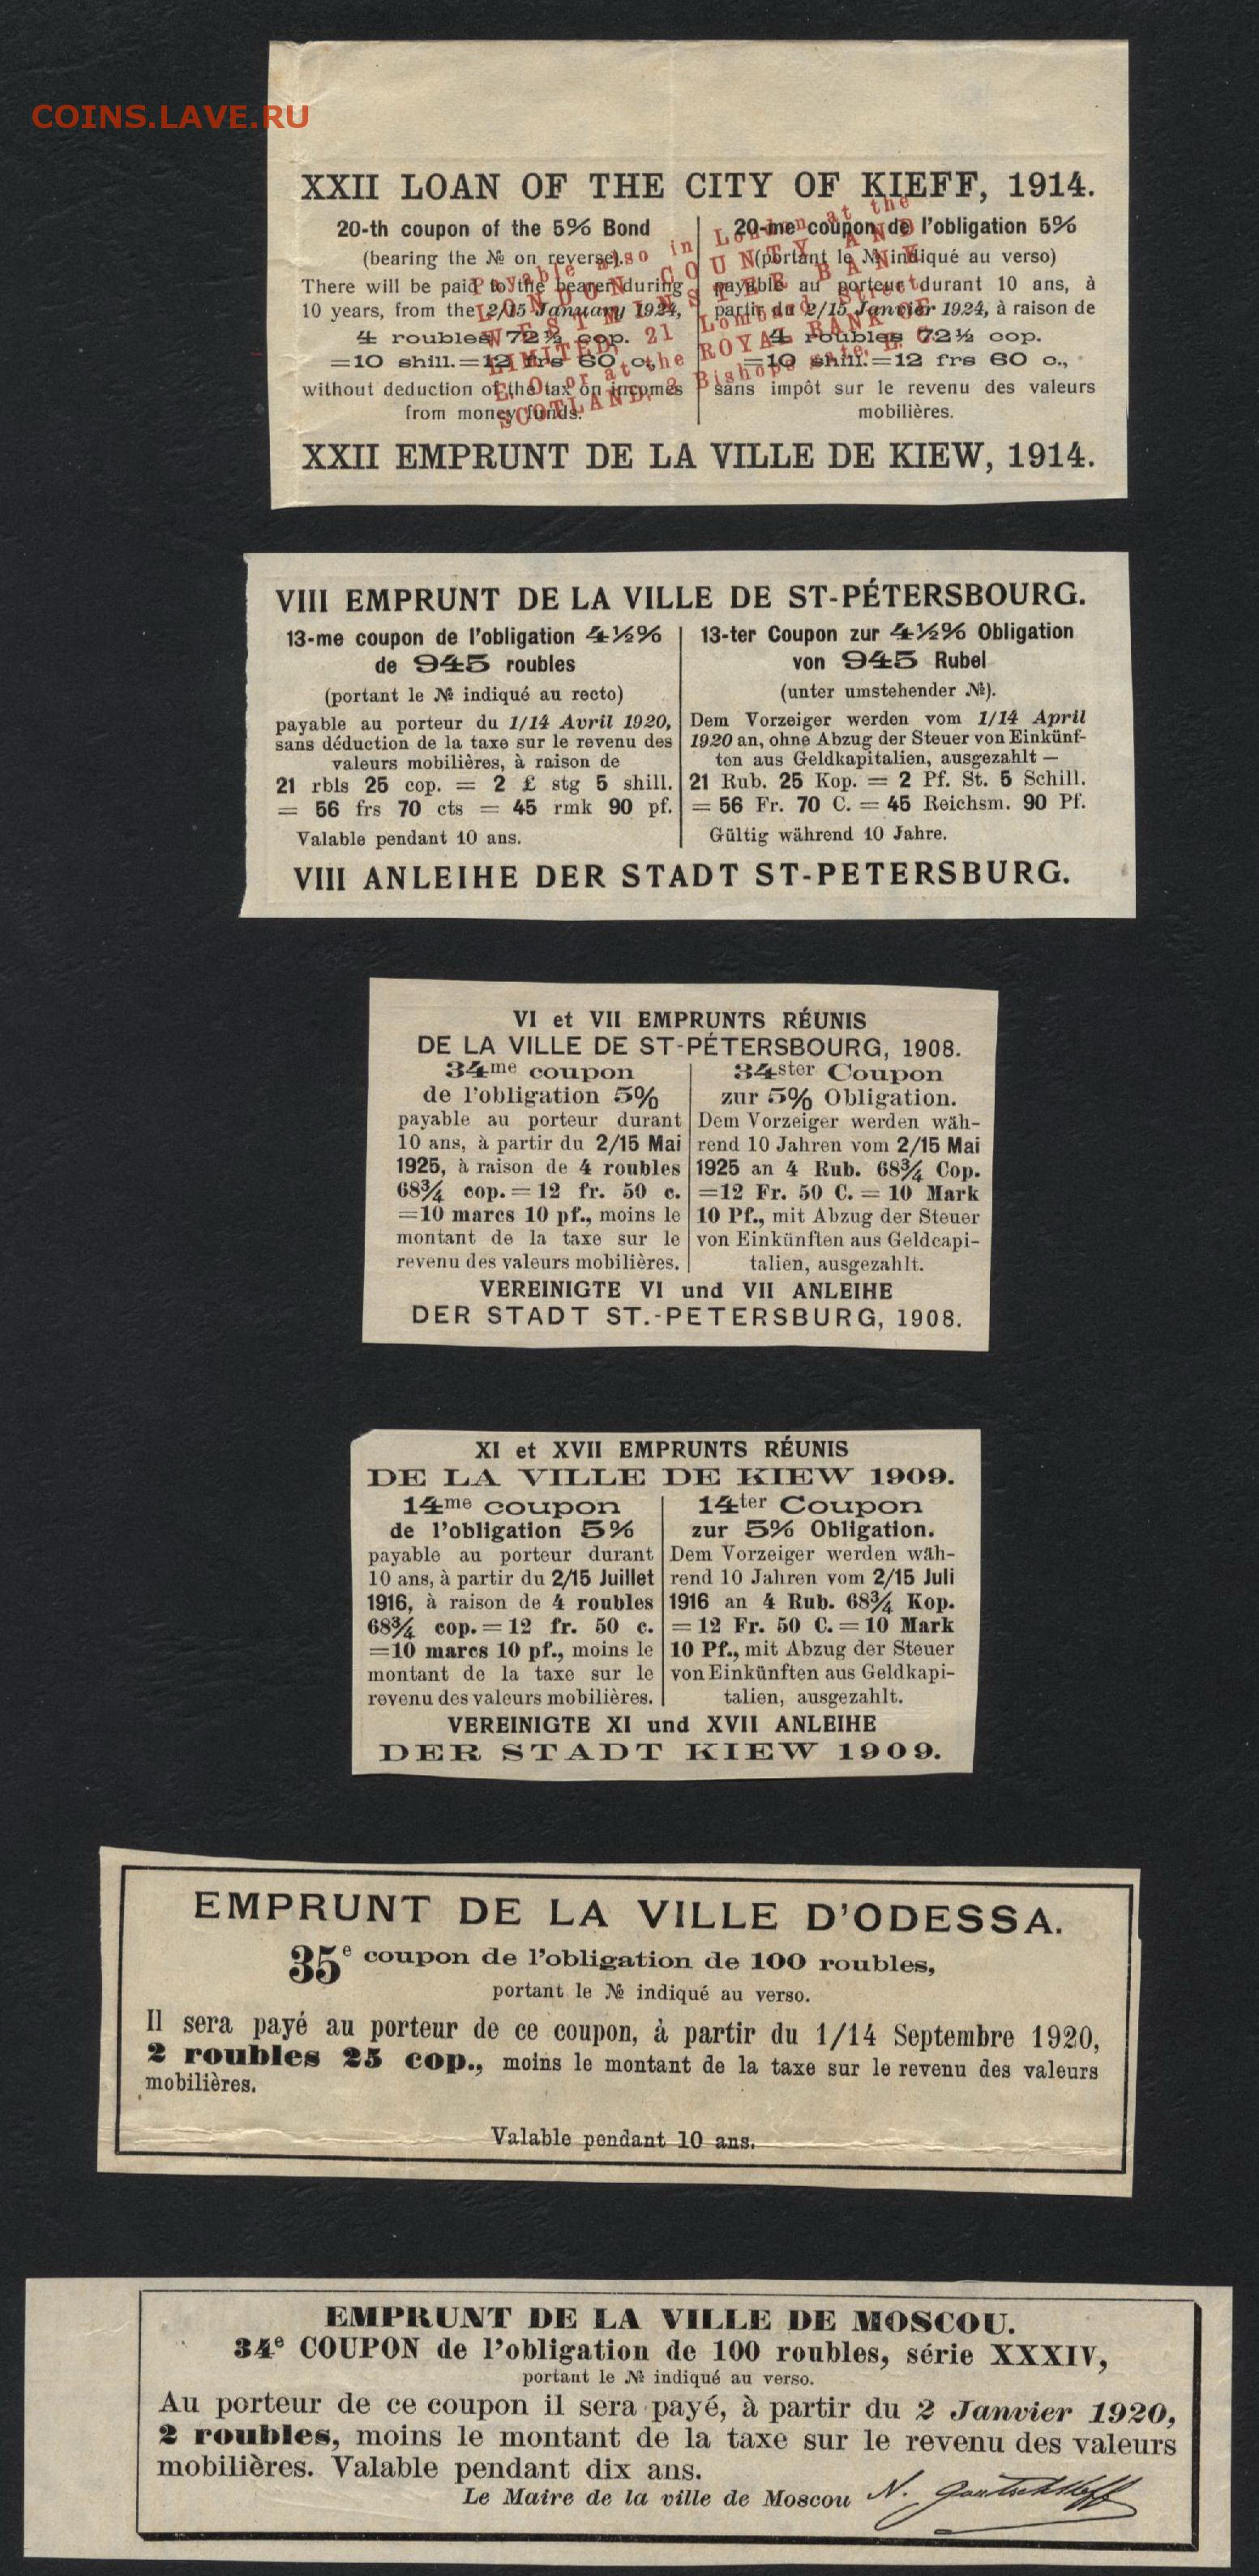 COINS.LAVE.RU
XXII LOAN OF THE CITY OF KIEFF, 1914.
20-th coupon of the 5% Bond
(bearing the № on reverse).
There will be paid to the bearer during
10 years, from the 2/15 January 1924,
4 roubles 72½ cop.
=10 shill.=12 frs 60 c.,
without deduction of the tax on incomes
from money funds.
20-me coupon de l'obligation 5%
(portant le № indiqué au verso)
payable au porteur durant 10 ans, à
partir du 2/15 Janvier 1924, à raison de
4 roubles 72½ cop.
=10 shill.=12 frs 60 c.,
sans impôt sur le revenu des valeurs
mobilières.
Payable also in London at the
LONDON COUNTY AND
WESTMINSTER BANK
LIMITED, 21 Lombard Street
E. C. or at the ROYAL BANK OF
SCOTLAND, Bishopsgate, E. C.
XXII EMPRUNT DE LA VILLE DE KIEW, 1914.
VIII EMPRUNT DE LA VILLE DE ST-PÉTERSBOURG.
13-me coupon de l'obligation 4½%
de 945 roubles
(portant le № indiqué au recto)
payable au porteur du 1/14 Avril 1920,
sans déduction de la taxe sur le revenu des
valeurs mobilières, à raison de
21 rbls 25 cop. = 2 £ stg 5 shill.
= 56 frs 70 cts = 45 rmk 90 pf.
Valable pendant 10 ans.
13-ter Coupon zur 4½% Obligation
von 945 Rubel
(unter umstehender №).
Dem Vorzeiger werden vom 1/14 April
1920 an, ohne Abzug der Steuer von Einkünf-
ton aus Geldkapitalien, ausgezahlt —
21 Rub. 25 Kop. = 2 Pf. St. 5 Schill.
= 56 Fr. 70 C. = 45 Reichsm. 90 Pf.
Gültig während 10 Jahre.
VIII ANLEIHE DER STADT ST-PETERSBURG.
VI et VII EMPRUNTS RÉUNIS
DE LA VILLE DE ST-PÉTERSBOURG, 1908.
34me coupon
de l'obligation 5%
payable au porteur durant
10 ans, à partir du 2/15 Mai
1925, à raison de 4 roubles
68¾ cop.=12 fr. 50 c.
=10 marcs 10 pf., moins le
montant de la taxe sur le
revenu des valeurs mobilières.
34ster Coupon
zur 5% Obligation.
Dem Vorzeiger werden wäh-
rend 10 Jahren vom 2/15 Mai
1925 an 4 Rub. 68¾ Cop.
=12 Fr. 50 C. = 10 Mark
10 Pf., mit Abzug der Steuer
von Einkünften aus Geldcapi-
talien, ausgezahlt.
VEREINIGTE VI und VII ANLEIHE
DER STADT ST.-PETERSBURG, 1908.
XI et XVII EMPRUNTS RÉUNIS
DE LA VILLE DE KIEW 1909.
14me coupon
de l'obligation 5%
payable au porteur durant
10 ans, à partir du 2/15 Juillet
1916, à raison de 4 roubles
68¾ cop.=12 fr. 50 c.
=10 marcs 10 pf., moins le
montant de la taxe sur le
revenu des valeurs mobilières.
14ter Coupon
zur 5% Obligation.
Dem Vorzeiger werden wäh-
rend 10 Jahren vom 2/15 Juli
1916 an 4 Rub. 68¾ Kop.
=12 Fr. 50 C.=10 Mark
10 Pf., mit Abzug der Steuer
von Einkünften aus Geldkapi-
talien, ausgezahlt.
VEREINIGTE XI und XVII ANLEIHE
DER STADT KIEW 1909.
EMPRUNT DE LA VILLE D'ODESSA.
35e coupon de l'obligation de 100 roubles,
portant le № indiqué au verso.
Il sera payé au porteur de ce coupon, à partir du 1/14 Septembre 1920,
2 roubles 25 cop., moins le montant de la taxe sur le revenu des valeurs
mobilières.
Valable pendant 10 ans.
EMPRUNT DE LA VILLE DE MOSCOU.
34e COUPON de l'obligation de 100 roubles, série XXXIV,
portant le № indiqué au verso.
Au porteur de ce coupon il sera payé, à partir du 2 Janvier 1920,
2 roubles, moins le montant de la taxe sur le revenu des valeurs
mobilières. Valable pendant dix ans.
Le Maire de la ville de Moscou N.